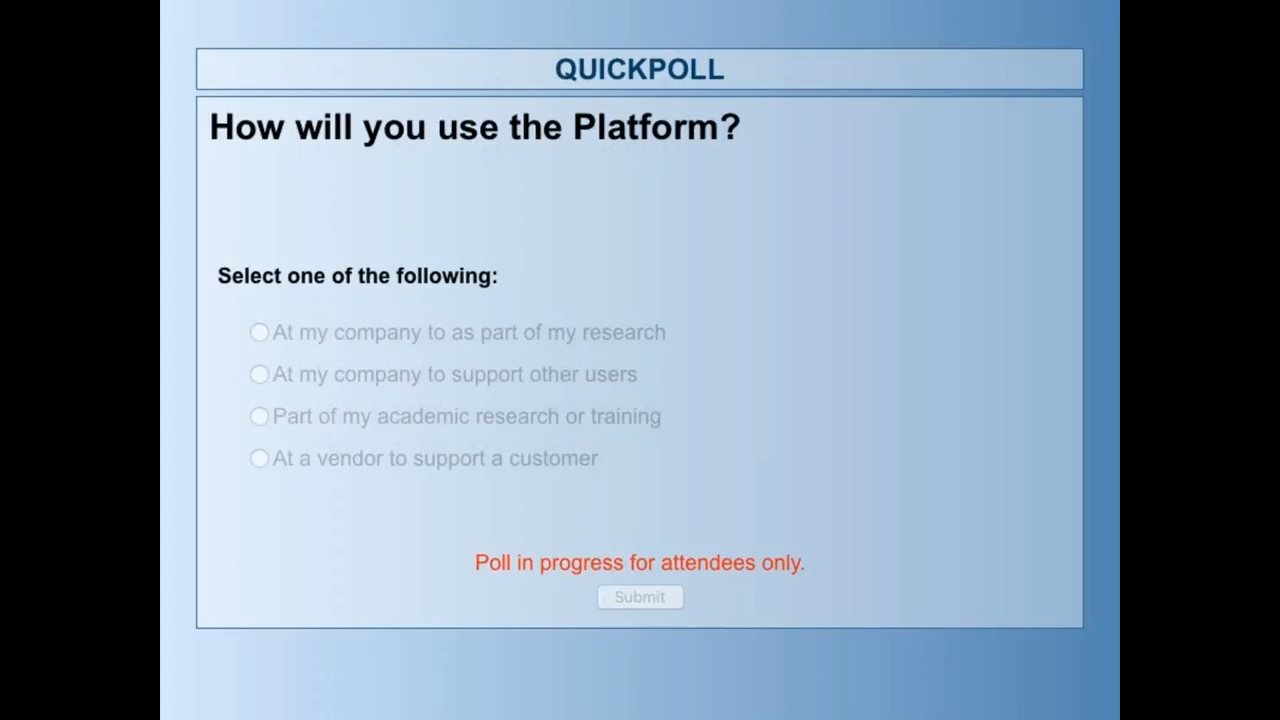 QUICKPOLL
How will you use the Platform?
Select one of the following:
At my company to as part of my research
At my company to support other users
Part of my academic research or training
At a vendor to support a customer
Poll in progress for attendees only.
Submit